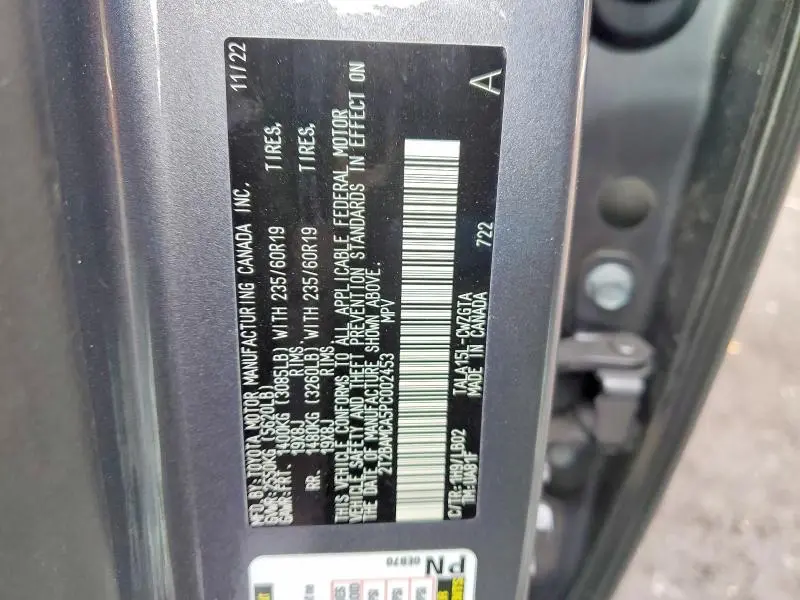 MFD. BY: TOYOTA MOTOR MANUFACTURING CANADA INC. 11/22
GVWR: 2550KG (5620LB)
GAWR: FRT. 1400KG (3085LB) WITH 235/60R19 TIRES,
19X8J RIMS
RR. 1480KG (3260LB) WITH 235/60R19 TIRES,
19X8J RIMS
THIS VEHICLE CONFORMS TO ALL APPLICABLE FEDERAL MOTOR
VEHICLE SAFETY AND THEFT PREVENTION STANDARDS IN EFFECT ON
THE DATE OF MANUFACTURE SHOWN ABOVE.
2T2BAMCA5PC002453 MPV
A
C/TR: 1H9/LB02 TALA15L-CWZGTA 722
TM: UA81F MADE IN CANADA
PN
0E070